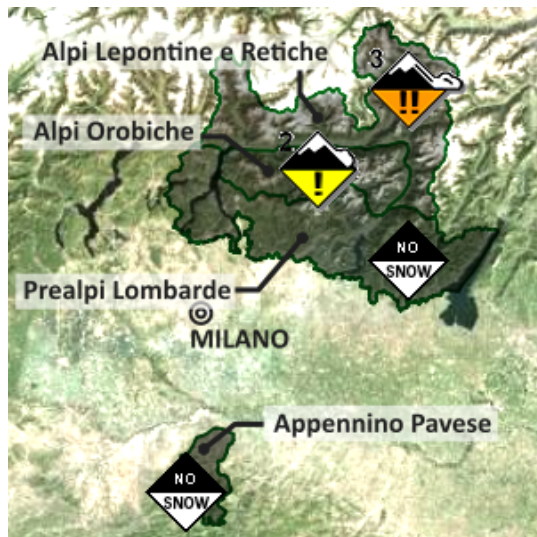 Alpi Lepontine e Retiche
3
!!
Alpi Orobiche
2
!
NO
SNOW
Prealpi Lombarde
MILANO
Appennino Pavese
NO
SNOW